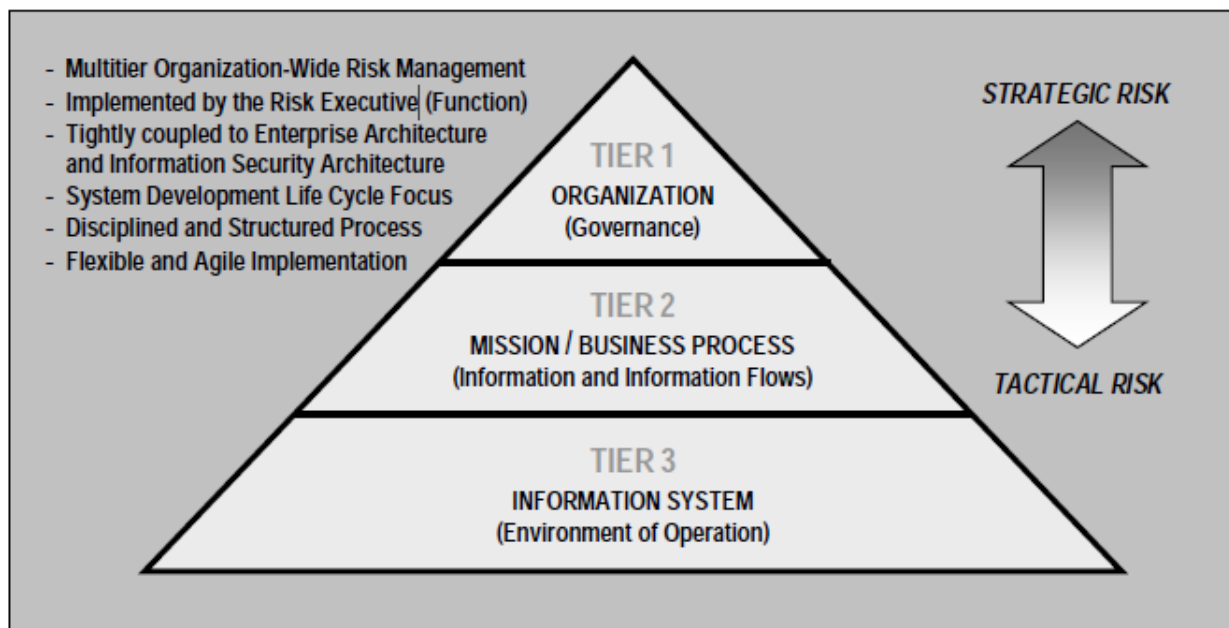 - Multitier Organization-Wide Risk Management
- Implemented by the Risk Executive (Function)
- Tightly coupled to Enterprise Architecture
and Information Security Architecture
- System Development Life Cycle Focus
- Disciplined and Structured Process
- Flexible and Agile Implementation
STRATEGIC RISK
TIER 1
ORGANIZATION
(Governance)
TIER 2
MISSION / BUSINESS PROCESS
(Information and Information Flows)
TACTICAL RISK
TIER 3
INFORMATION SYSTEM
(Environment of Operation)